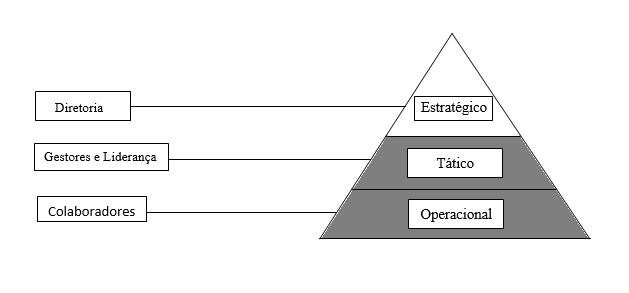 Diretoria
Estratégico
Gestores e Liderança
Tático
Colaboradores
Operacional